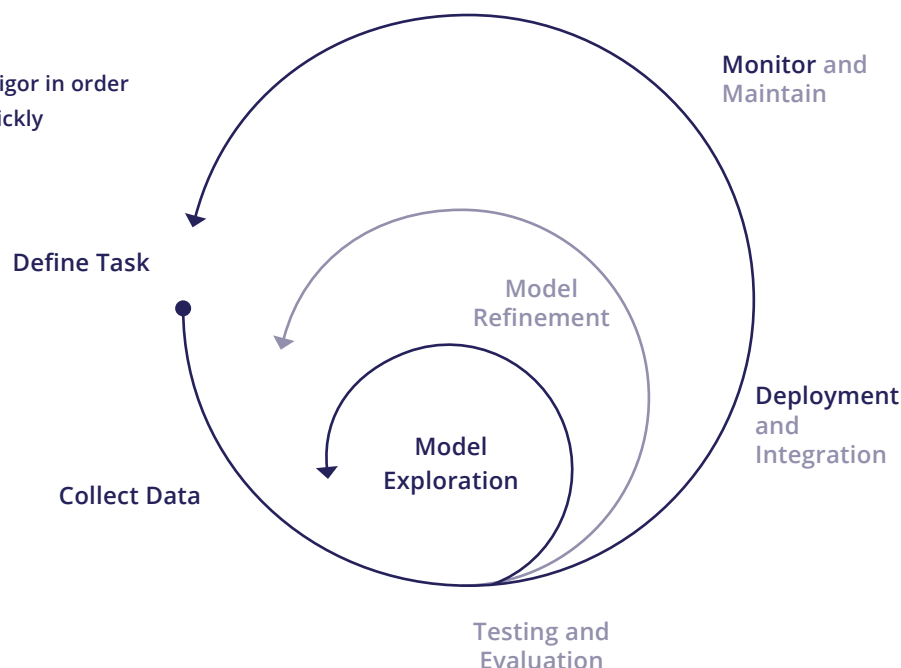 igor in order
ickly
Monitor and
Maintain
Define Task
Model
Refinement
Deployment
and
Integration
Model
Exploration
Collect Data
Testing and
Evaluation